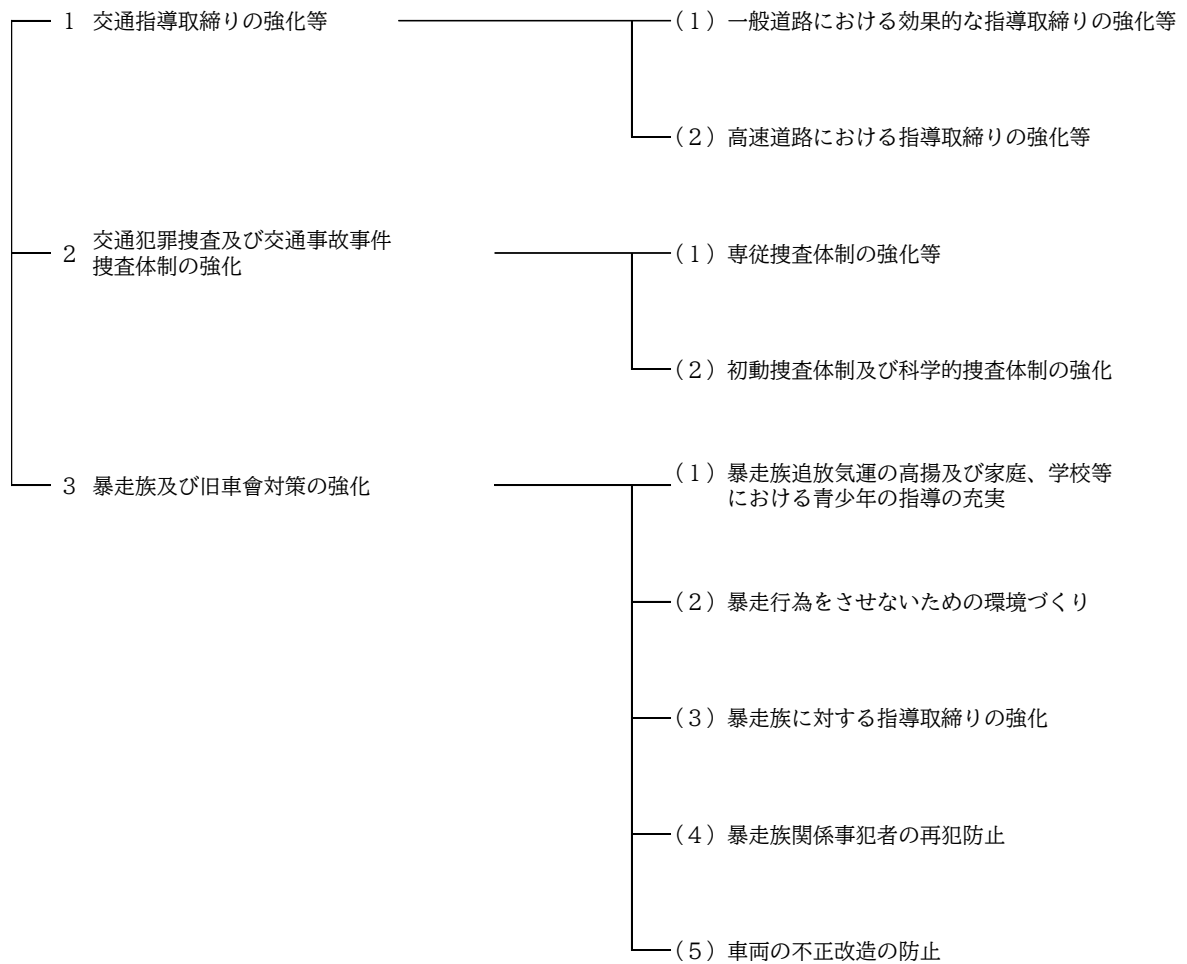 1 交通指導取締りの強化等
(1)一般道路における効果的な指導取締りの強化等
(2)高速道路における指導取締りの強化等
2 交通犯罪捜査及び交通事故事件
捜査体制の強化
(1)専従捜査体制の強化等
(2)初動捜査体制及び科学的捜査体制の強化
3 暴走族及び旧車會対策の強化
(1)暴走族追放気運の高揚及び家庭、学校等
における青少年の指導の充実
(2)暴走行為をさせないための環境づくり
(3)暴走族に対する指導取締りの強化
(4)暴走族関係事犯者の再犯防止
(5)車両の不正改造の防止